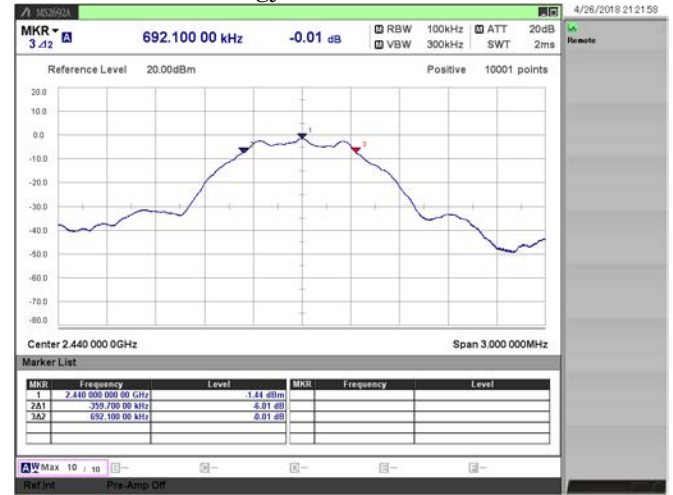 MS2692A
4/26/2018 21:21:58
MKR
3Δ2 A 692.100 00 kHz -0.01 dB
M RBW 100kHz M ATT 20dB
M VBW 300kHz SWT 2ms
Remote
Reference Level 20.00dBm Positive 10001 points
20.0
10.0
0.0
-10.0
-20.0
-30.0
-40.0
-50.0
-60.0
-70.0
-80.0
1
3
Center 2.440 000 0GHz Span 3.000 000MHz
Marker List
MKR Frequency Level MKR Frequency Level
1 2.440 000 000 00 GHz -1.44 dBm
2Δ1 -359.700 00 kHz -6.01 dB
3Δ2 692.100 00 kHz -0.01 dB
A W Max 10 / 10
Ref.Int Pre-Amp Off